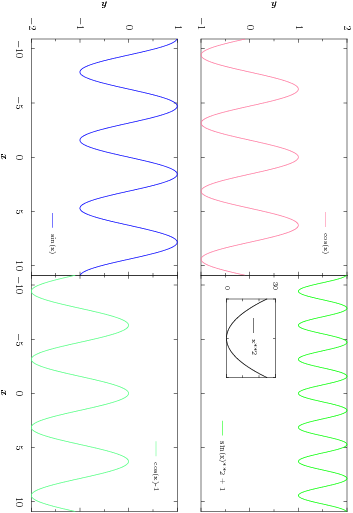 2
1
0
−1
y
cos(x)
sin(x)**2 + 1
30
0
x**2
1
0
−1
−2
y
sin(x)
cos(x)-1
−10 −5 0 5 10 −10 −5 0 5 10
x x